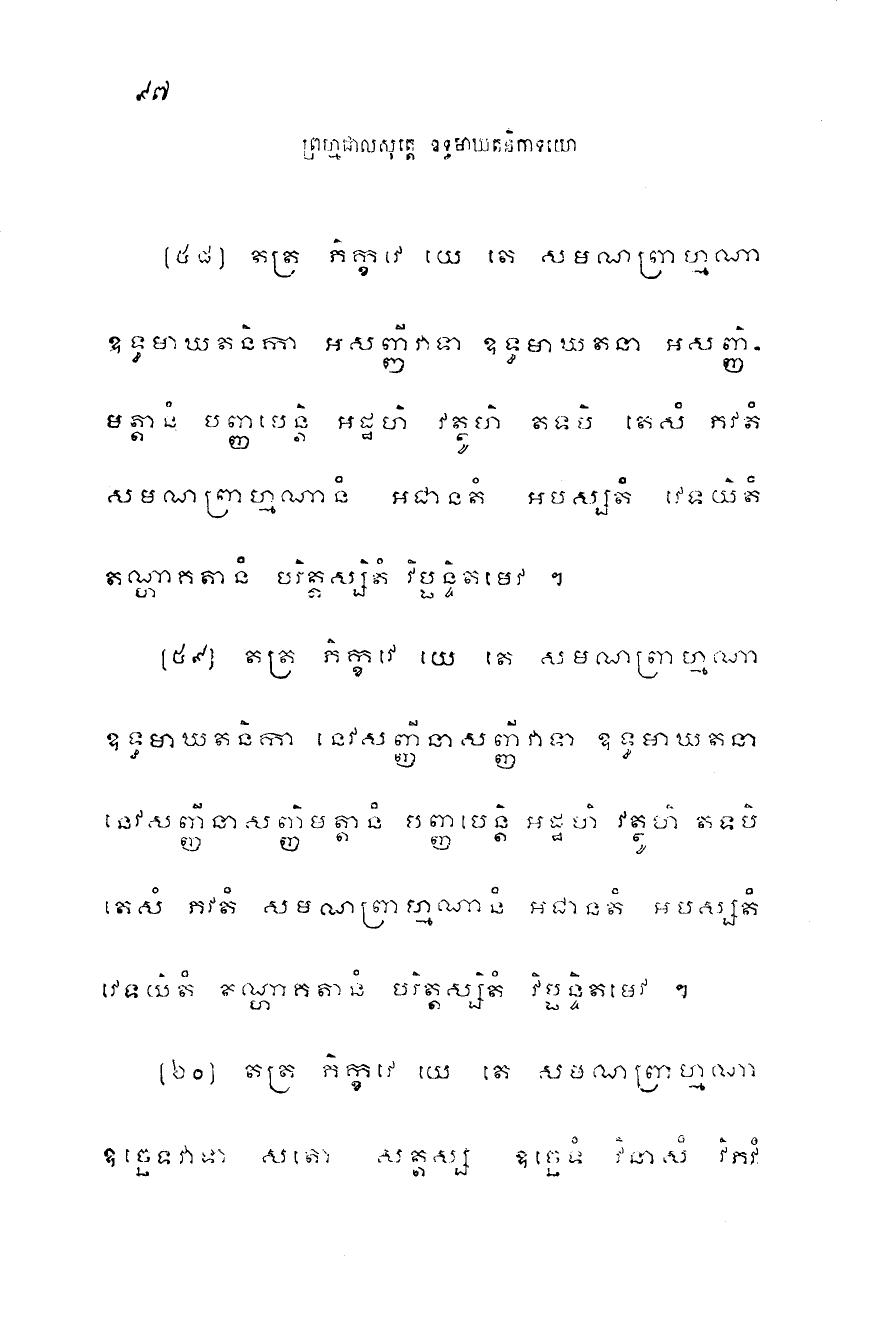 ៩៧
ព្រហ្មជាលសុត្តេ ឧទ្ធមាឃតនិកាទយោ
(៥៨) តត្រ ភិក្ខវេ យេ តេ សមណព្រាហ្មណា
ឧទ្ធមាឃតនិកា អសញ្ញីវាទា ឧទ្ធមាឃតនា អសញ្ញិ-
មត្តានំ បញ្ញបេន្តិ អដ្ឋហិ វត្ថូហិ តទបិ តេសំ ភវតំ
សមណព្រាហ្មណានំ អជានតំ អបស្សតំ វេទយិតំ
តណ្ហាគតានំ បរិត្តស្សិតំ វិប្ផន្ទិតមេវ ។
(៥៩) តត្រ ភិក្ខវេ យេ តេ សមណព្រាហ្មណា
ឧទ្ធមាឃតនិកា នេវសញ្ញីនាសញ្ញីវាទា ឧទ្ធមាឃតនា
នេវសញ្ញីនាសញ្ញិមត្តានំ បញ្ញបេន្តិ អដ្ឋហិ វត្ថូហិ តទបិ
តេសំ ភវតំ សមណព្រាហ្មណានំ អជានតំ អបស្សតំ
វេទយិតំ តណ្ហាគតានំ បរិត្តស្សិតំ វិប្ផន្ទិតមេវ ។
(៦០) តត្រ ភិក្ខវេ យេ តេ សមណព្រាហ្មណា
ឧច្ឆេទវាទា សតោ សត្តស្ស ឧច្ឆេទំ វិនាសំ វិភវំ